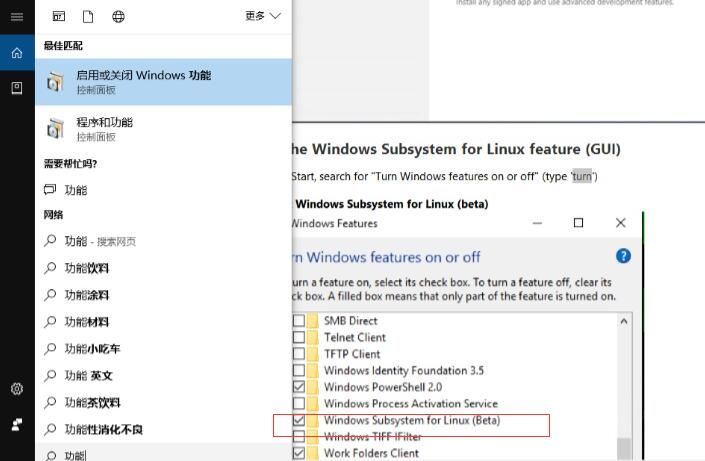 更多
最佳匹配
启用或关闭 Windows 功能
控制面板
程序和功能
控制面板
需要帮忙吗?
功能
网络
功能 - 搜索网页
功能饮料
功能涂料
功能材料
功能小吃车
功能 英文
功能茶饮料
功能性消化不良
功能
Install any signed app and use advanced development features.
he Windows Subsystem for Linux feature (GUI)
Start, search for "Turn Windows features on or off" (type 'turn')
Windows Subsystem for Linux (beta)
Windows Features
rn Windows features on or off
urn a feature on, select its check box. To turn a feature off, clear its
ck box. A filled box means that only part of the feature is turned on.
SMB Direct
Telnet Client
TFTP Client
Windows Identity Foundation 3.5
Windows PowerShell 2.0
Windows Process Activation Service
Windows Subsystem for Linux (Beta)
Windows TIFF IFilter
Work Folders Client